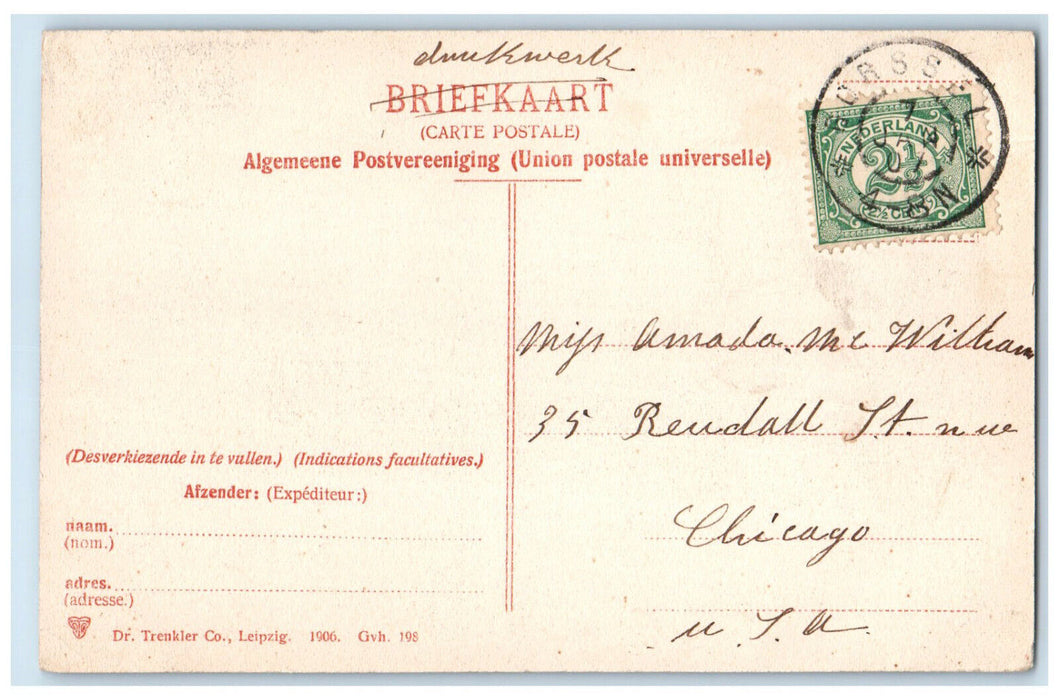 drukwerk
BRIEFKAART
(CARTE POSTALE)
Algemeene Postvereeniging (Union postale universelle)
NEDERLAND
2½
Miss Amada. Mc William
35 Rendall St. nue
Chicago
U. S. A.
(Desverkiezende in te vullen.) (Indications facultatives.)
Afzender: (Expéditeur:)
naam.
(nom.)
adres.
(adresse.)
Dr. Trenkler Co., Leipzig. 1906. Gvh. 198